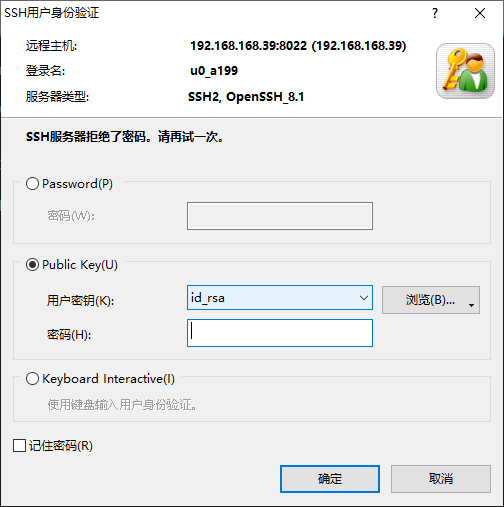 SSH用户身份验证
远程主机: 192.168.168.39:8022 (192.168.168.39)
登录名: u0_a199
服务器类型: SSH2, OpenSSH_8.1
SSH服务器拒绝了密码。请再试一次。
Password(P)
密码(W):
Public Key(U)
用户密钥(K): id_rsa 浏览(B)...
密码(H):
Keyboard Interactive(I)
使用键盘输入用户身份验证。
记住密码(R)
确定 取消